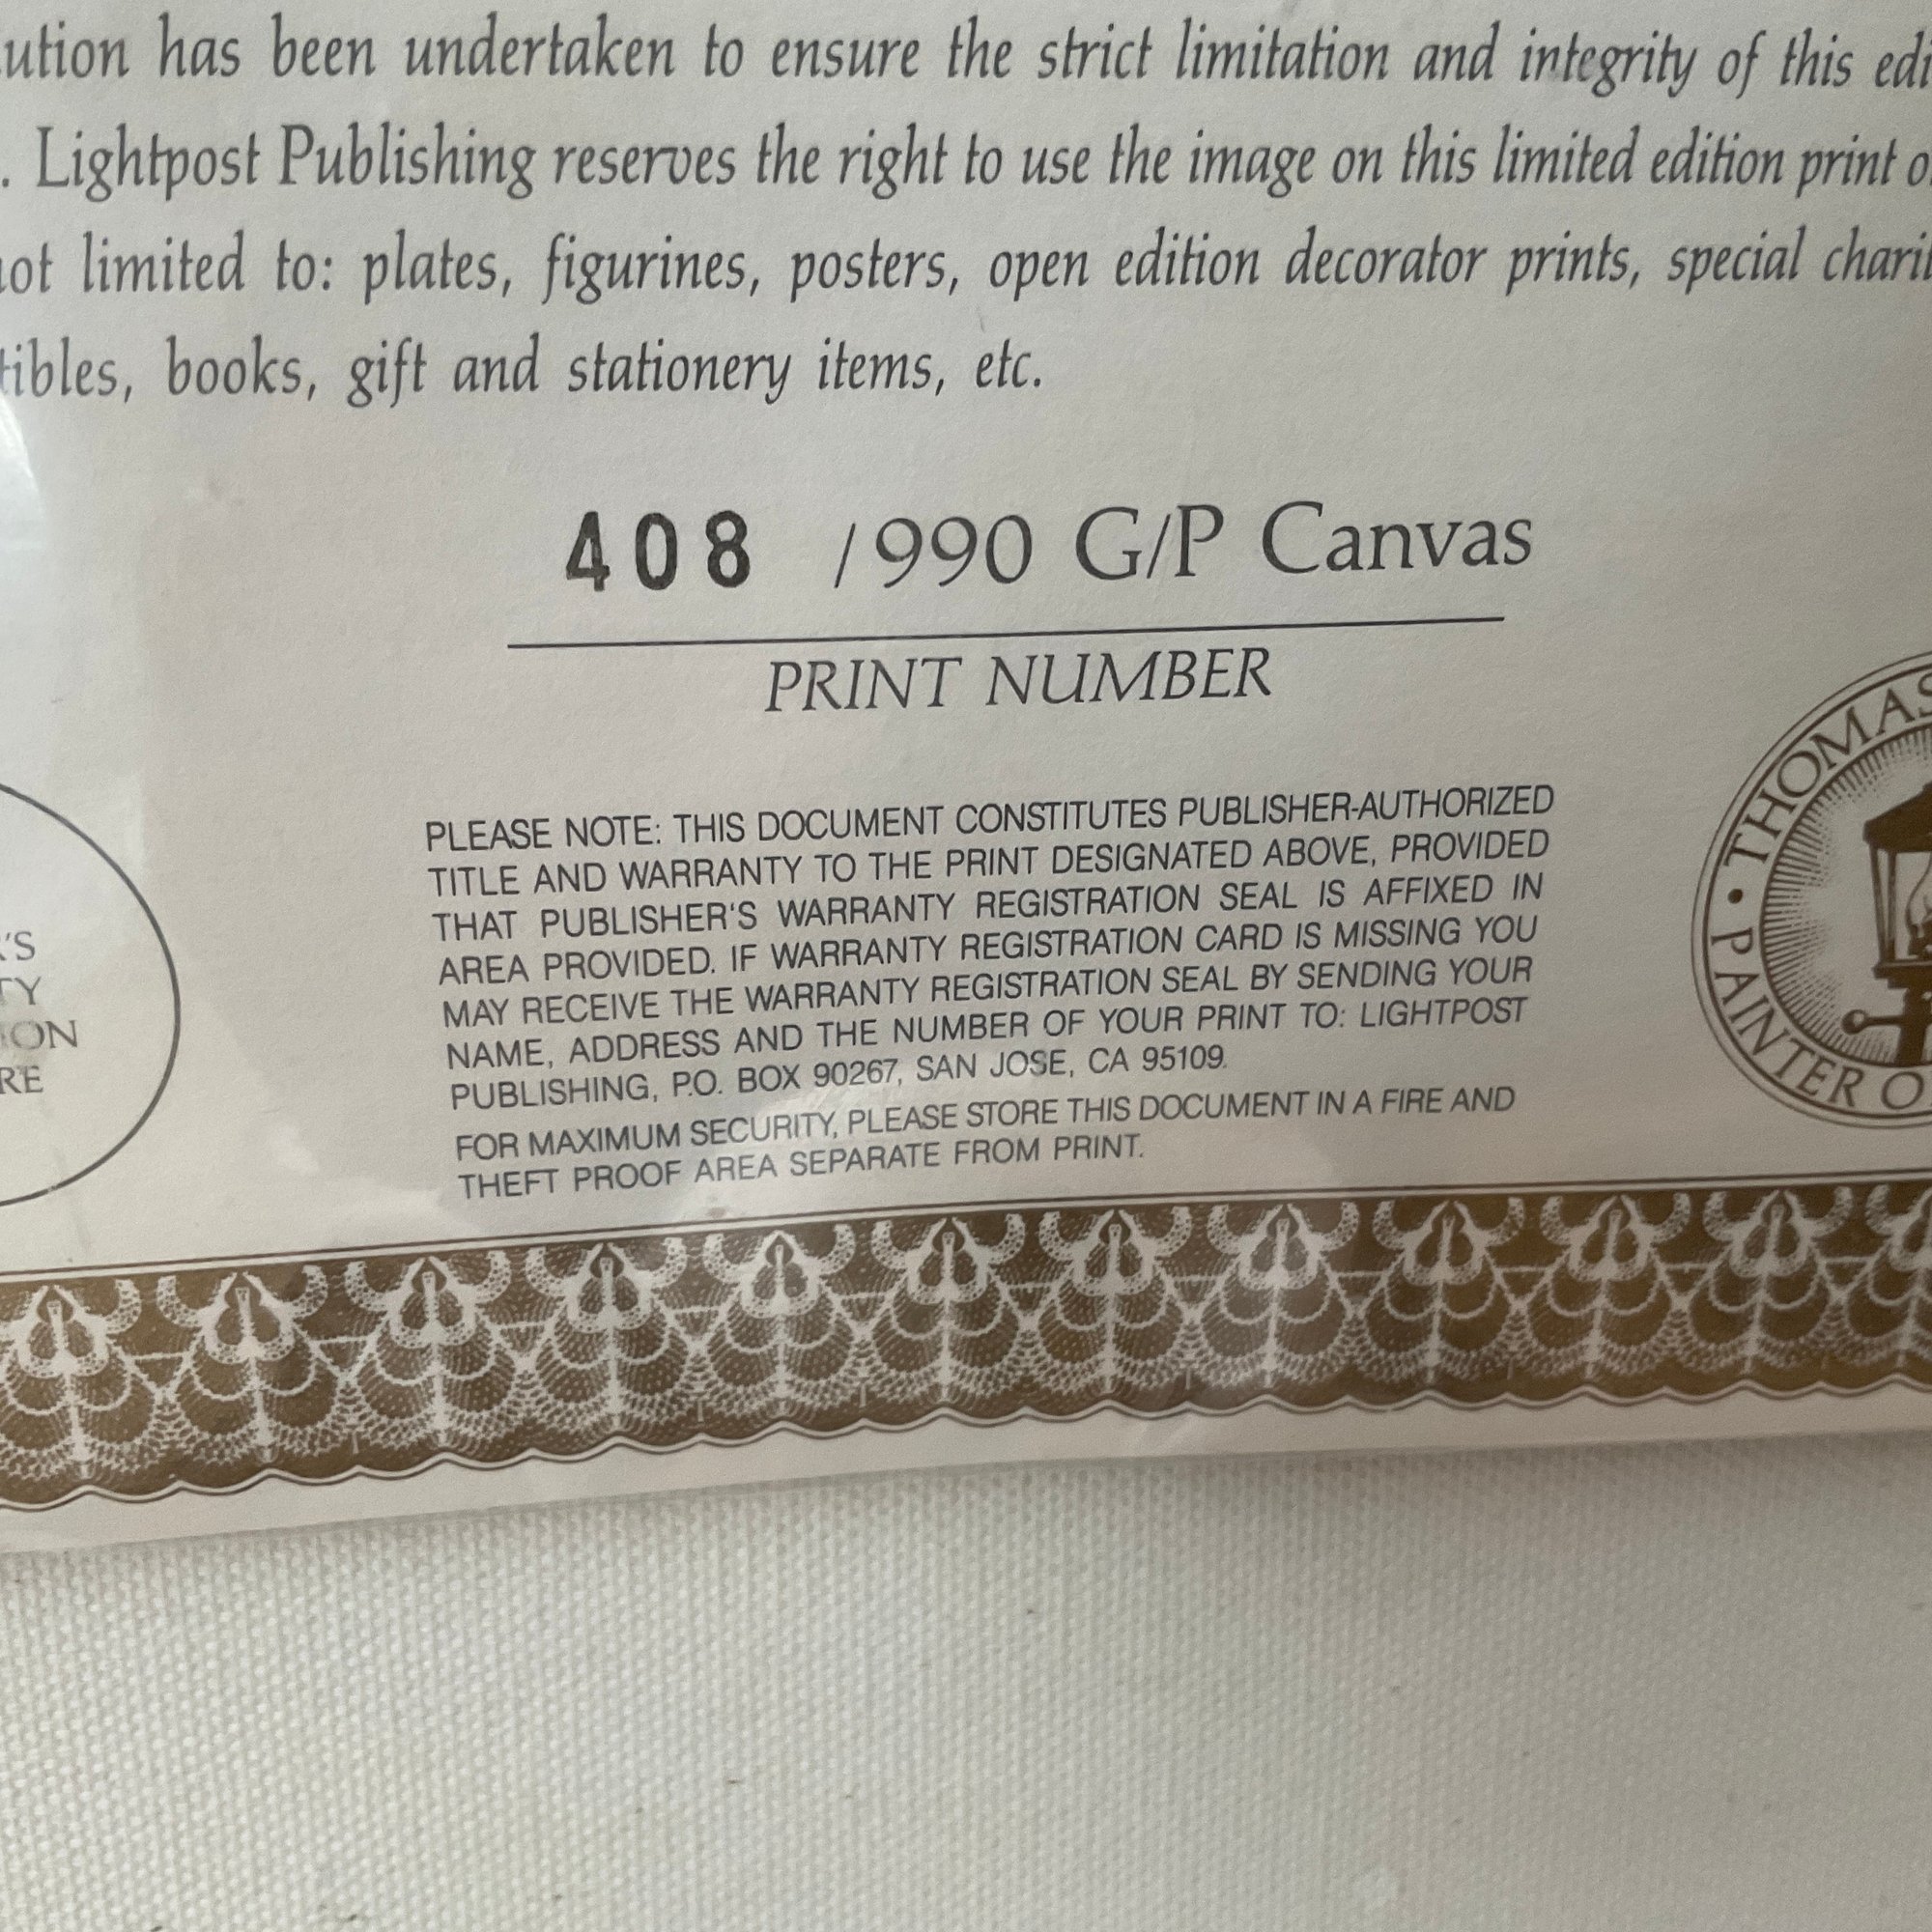 ution has been undertaken to ensure the strict limitation and integrity of this edi
. Lightpost Publishing reserves the right to use the image on this limited edition print o
ot limited to: plates, figurines, posters, open edition decorator prints, special chari
tibles, books, gift and stationery items, etc.
408 /990 G/P Canvas
PRINT NUMBER
PLEASE NOTE: THIS DOCUMENT CONSTITUTES PUBLISHER-AUTHORIZED
TITLE AND WARRANTY TO THE PRINT DESIGNATED ABOVE, PROVIDED
THAT PUBLISHER'S WARRANTY REGISTRATION SEAL IS AFFIXED IN
AREA PROVIDED. IF WARRANTY REGISTRATION CARD IS MISSING YOU
MAY RECEIVE THE WARRANTY REGISTRATION SEAL BY SENDING YOUR
NAME, ADDRESS AND THE NUMBER OF YOUR PRINT TO: LIGHTPOST
PUBLISHING, P.O. BOX 90267, SAN JOSE, CA 95109.
FOR MAXIMUM SECURITY, PLEASE STORE THIS DOCUMENT IN A FIRE AND
THEFT PROOF AREA SEPARATE FROM PRINT.
'S
TY
ION
RE
• THOMAS
PAINTER O